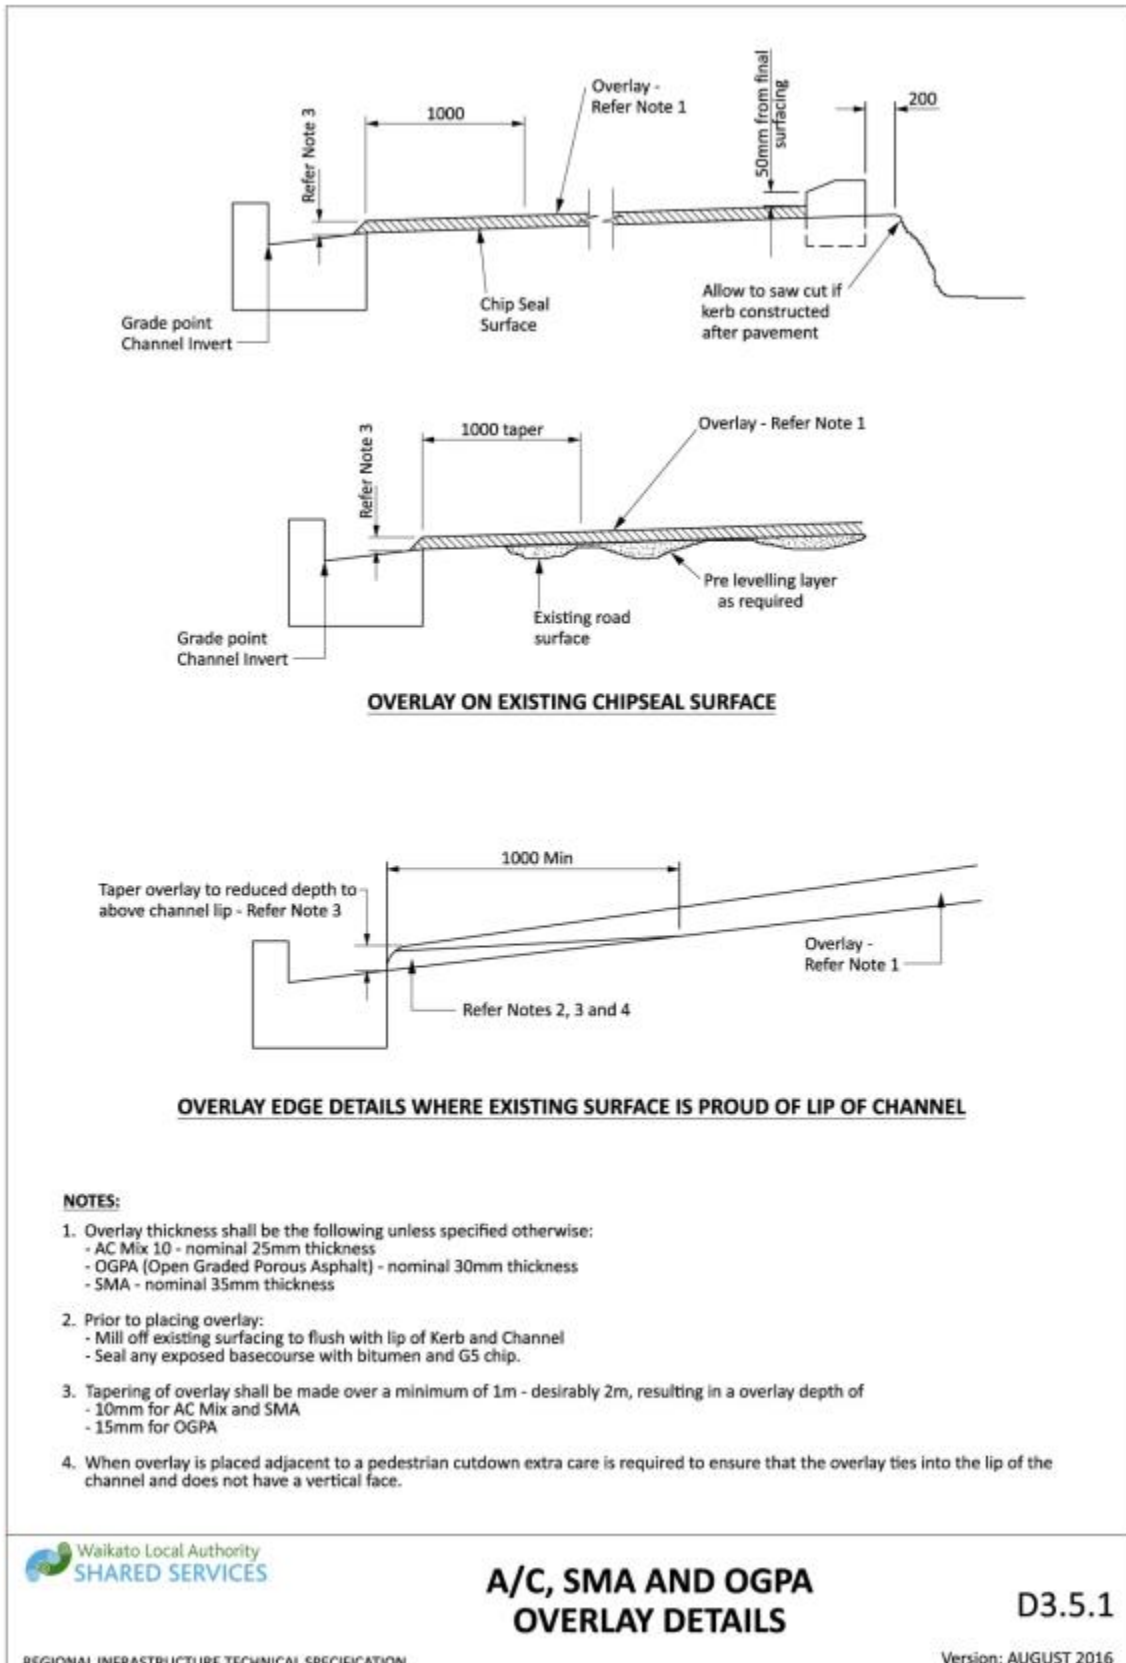 Refer Note 3
1000
Overlay -
Refer Note 1
50mm from final
surfacing
200
Grade point
Channel Invert
Chip Seal
Surface
Allow to saw cut if
kerb constructed
after pavement
Refer Note 3
1000 taper
Overlay - Refer Note 1
Grade point
Channel Invert
Existing road
surface
Pre levelling layer
as required
OVERLAY ON EXISTING CHIPSEAL SURFACE
1000 Min
Taper overlay to reduced depth to
above channel lip - Refer Note 3
Overlay -
Refer Note 1
Refer Notes 2, 3 and 4
OVERLAY EDGE DETAILS WHERE EXISTING SURFACE IS PROUD OF LIP OF CHANNEL
NOTES:
1. Overlay thickness shall be the following unless specified otherwise:
- AC Mix 10 - nominal 25mm thickness
- OGPA (Open Graded Porous Asphalt) - nominal 30mm thickness
- SMA - nominal 35mm thickness
2. Prior to placing overlay:
- Mill off existing surfacing to flush with lip of Kerb and Channel
- Seal any exposed basecourse with bitumen and G5 chip.
3. Tapering of overlay shall be made over a minimum of 1m - desirably 2m, resulting in a overlay depth of
- 10mm for AC Mix and SMA
- 15mm for OGPA
4. When overlay is placed adjacent to a pedestrian cutdown extra care is required to ensure that the overlay ties into the lip of the
channel and does not have a vertical face.
Waikato Local Authority
SHARED SERVICES
A/C, SMA AND OGPA
OVERLAY DETAILS
D3.5.1
REGIONAL INFRASTRUCTURE TECHNICAL SPECIFICATION
Version: AUGUST 2016